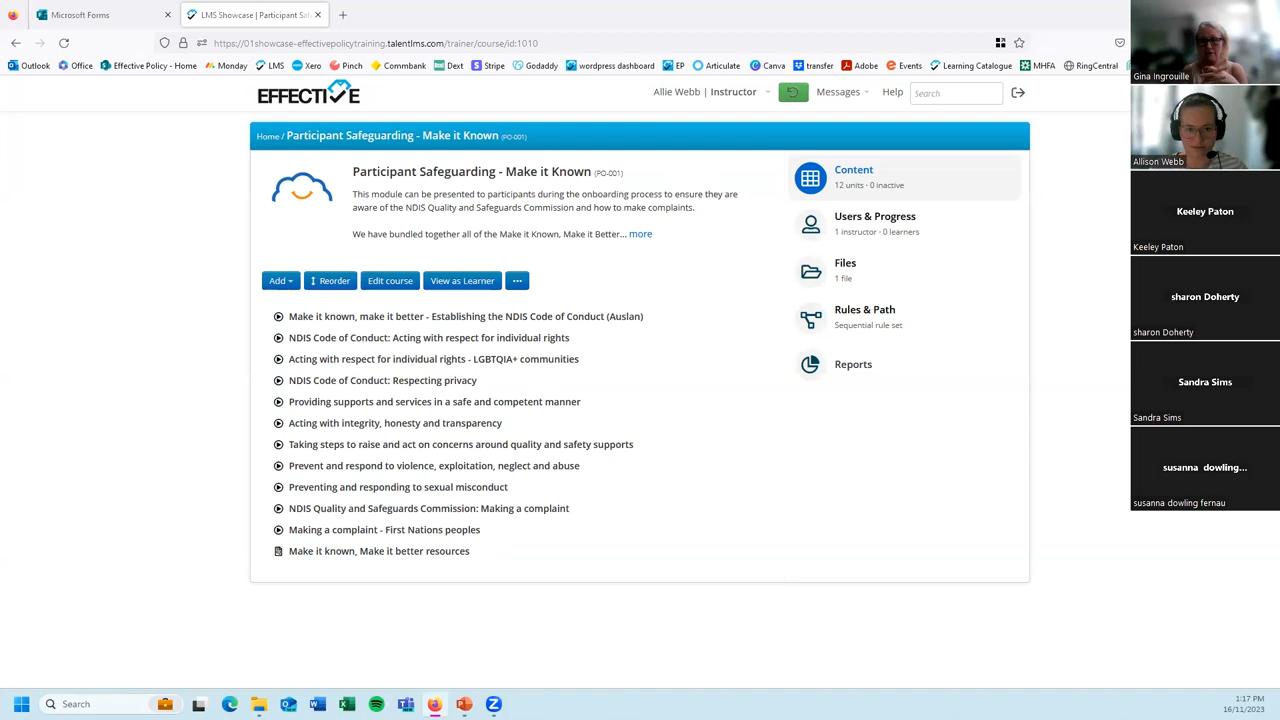 Microsoft Forms
LMS Showcase | Participant Saf
https://01showcase-effectivepolicytraining.talentlms.com/trainer/course/id:1010
Outlook
Office
Effective Policy - Home
Monday
LMS
Xero
Pinch
Commbank
Dext
Stripe
Godaddy
wordpress dashboard
EP
Articulate
Canva
transfer
Adobe
Events
Learning Catalogue
MHFA
RingCentral
EFFECTIVE
Allie Webb | Instructor
Messages
Help
Search
Home / Participant Safeguarding - Make it Known (PO-001)
Participant Safeguarding - Make it Known (PO-001)
This module can be presented to participants during the onboarding process to ensure they are
aware of the NDIS Quality and Safeguards Commission and how to make complaints.
We have bundled together all of the Make it Known, Make it Better... more
Add
Reorder
Edit course
View as Learner
...
Make it known, make it better - Establishing the NDIS Code of Conduct (Auslan)
NDIS Code of Conduct: Acting with respect for individual rights
Acting with respect for individual rights - LGBTQIA+ communities
NDIS Code of Conduct: Respecting privacy
Providing supports and services in a safe and competent manner
Acting with integrity, honesty and transparency
Taking steps to raise and act on concerns around quality and safety supports
Prevent and respond to violence, exploitation, neglect and abuse
Preventing and responding to sexual misconduct
NDIS Quality and Safeguards Commission: Making a complaint
Making a complaint - First Nations peoples
Make it known, Make it better resources
Content
12 units · 0 inactive
Users & Progress
1 instructor · 0 learners
Files
1 file
Rules & Path
Sequential rule set
Reports
Gina Ingrouille
Allison Webb
Keeley Paton
Keeley Paton
sharon Doherty
sharon Doherty
Sandra Sims
Sandra Sims
susanna dowling...
susanna dowling fernau
Search
1:17 PM
16/11/2023